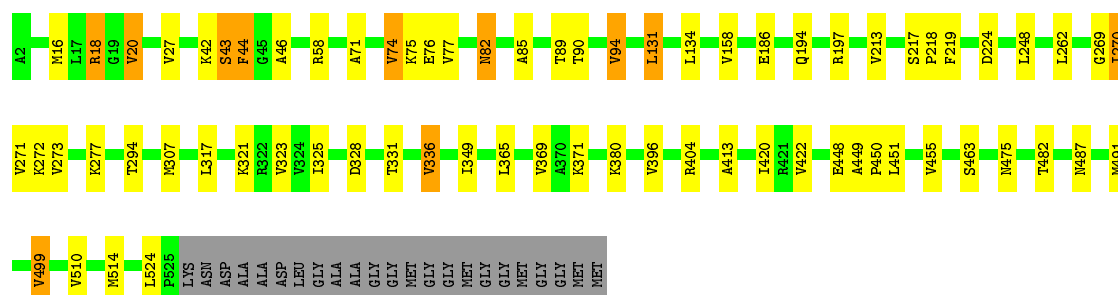 A2 M16 L17 R18 G19 V20 V27 K42 S43 F44 G45 A46 R58 A71 V74 K75 E76 V77 N82 A85 T89 T90 V94 L131 L134 V158 E186 Q194 R197 V213 S217 P218 F219 D224 L248 L262 G269
V271 K272 V273 K277 T294 M307 L317 K321 R322 V323 V324 I325 D328 T331 V336 I349 L365 V369 A370 K371 K380 V396 R404 A413 I420 R421 V422 E448 A449 P450 L451 V455 S463 N475 T482 N487 M491
V499 V510 M514 L524 P525 LYS ASN ASP ALA ALA ASP LEU GLY ALA ALA GLY GLY MET GLY GLY MET GLY GLY MET GLY GLY MET MET